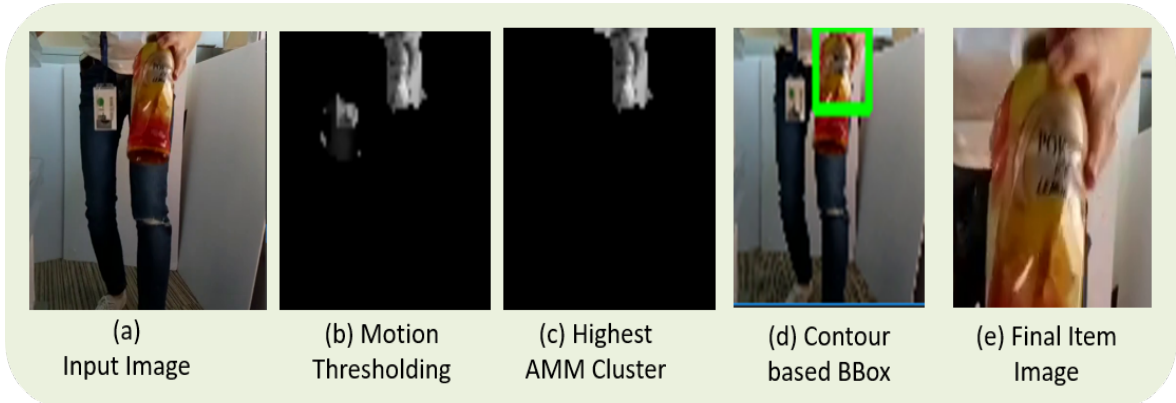 (a)
Input Image
(b) Motion
Thresholding
(c) Highest
AMM Cluster
(d) Contour
based BBox
(e) Final Item
Image